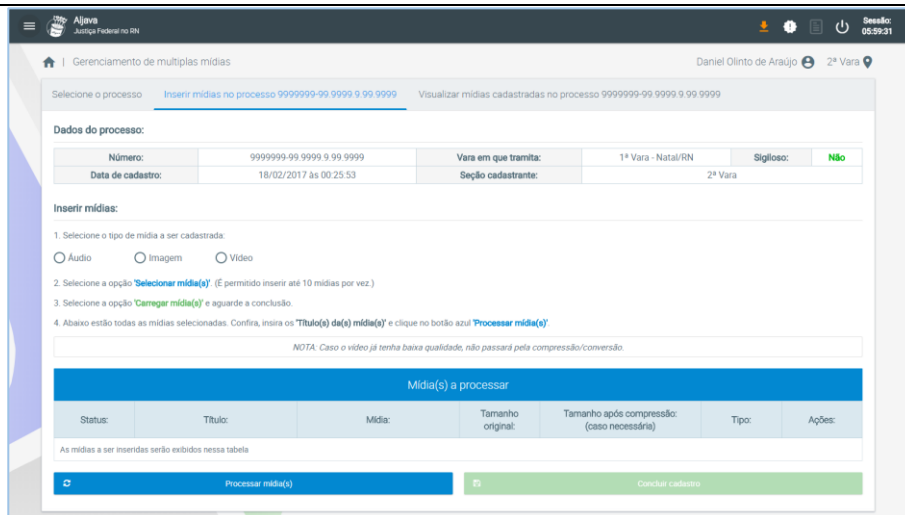 Aljava
Justiça Federal no RN
Sessão:
05:59:31
Gerenciamento de multiplas mídias
Daniel Olinto de Araújo
2ª Vara
Selecione o processo
Inserir mídias no processo 9999999-99.9999.9.99.9999
Visualizar mídias cadastradas no processo 9999999-99.9999.9.99.9999
Dados do processo:
Número: 9999999-99.9999.9.99.9999 Vara em que tramita: 1ª Vara - Natal/RN Sigiloso: Não
Data de cadastro: 18/02/2017 às 00:25:53 Seção cadastrante: 2ª Vara
Inserir mídias:
1. Selecione o tipo de mídia a ser cadastrada:
Áudio Imagem Vídeo
2. Selecione a opção 'Selecionar mídia(s)'. (É permitido inserir até 10 mídias por vez.)
3. Selecione a opção 'Carregar mídia(s)' e aguarde a conclusão.
4. Abaixo estão todas as mídias selecionadas. Confira, insira os 'Título(s) da(s) mídia(s)' e clique no botão azul 'Processar mídia(s)'.
NOTA: Caso o vídeo já tenha baixa qualidade, não passará pela compressão/conversão.
Mídia(s) a processar
Status: Título: Mídia: Tamanho original: Tamanho após compressão: (caso necessária) Tipo: Ações:
As mídias a ser inseridas serão exibidos nessa tabela
Processar mídia(s)
Concluir cadastro